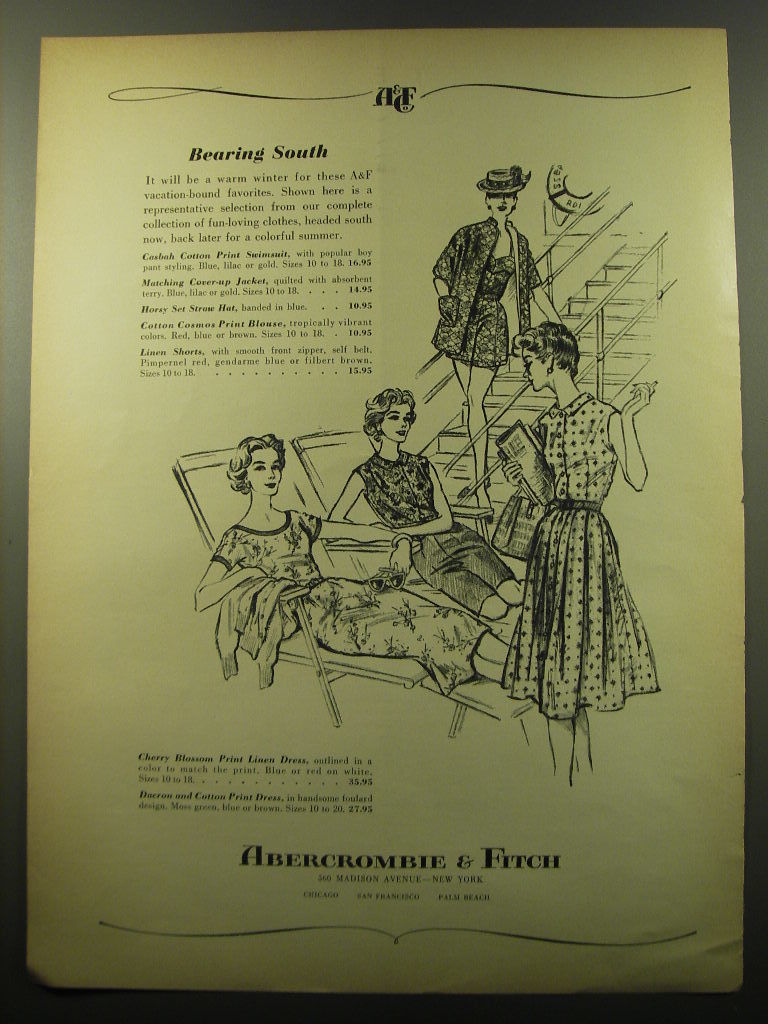 A&F Co
Bearing South
It will be a warm winter for these A&F
vacation-bound favorites. Shown here is a
representative selection from our complete
collection of fun-loving clothes, headed south
now, back later for a colorful summer.
Casbah Cotton Print Swimsuit, with popular boy
pant styling. Blue, lilac or gold. Sizes 10 to 18. 16.95
Matching Cover-up Jacket, quilted with absorbent
terry. Blue, lilac or gold. Sizes 10 to 18. . . . 14.95
Horsy Set Straw Hat, banded in blue. . . 10.95
Cotton Cosmos Print Blouse, tropically vibrant
colors. Red, blue or brown. Sizes 10 to 18. . 10.95
Linen Shorts, with smooth front zipper, self belt.
Pimpernel red, gendarme blue or filbert brown.
Sizes 10 to 18. . . . . . . . . . . 15.95
Cherry Blossom Print Linen Dress, outlined in a
color to match the print. Blue or red on white.
Sizes 10 to 18. . . . . . . . . . . . 35.95
Dacron and Cotton Print Dress, in handsome foulard
design. Moss green, blue or brown. Sizes 10 to 20. 27.95
ABERCROMBIE & FITCH
360 MADISON AVENUE—NEW YORK
CHICAGO SAN FRANCISCO PALM BEACH